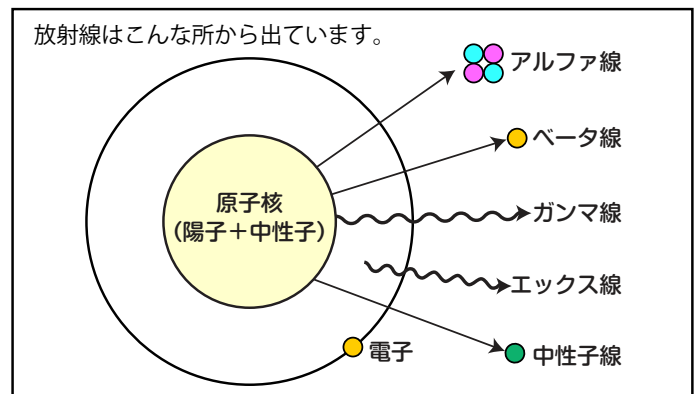 放射線はこんな所から出ています。
アルファ線
ベータ線
原子核
(陽子＋中性子)
ガンマ線
エックス線
電子
中性子線